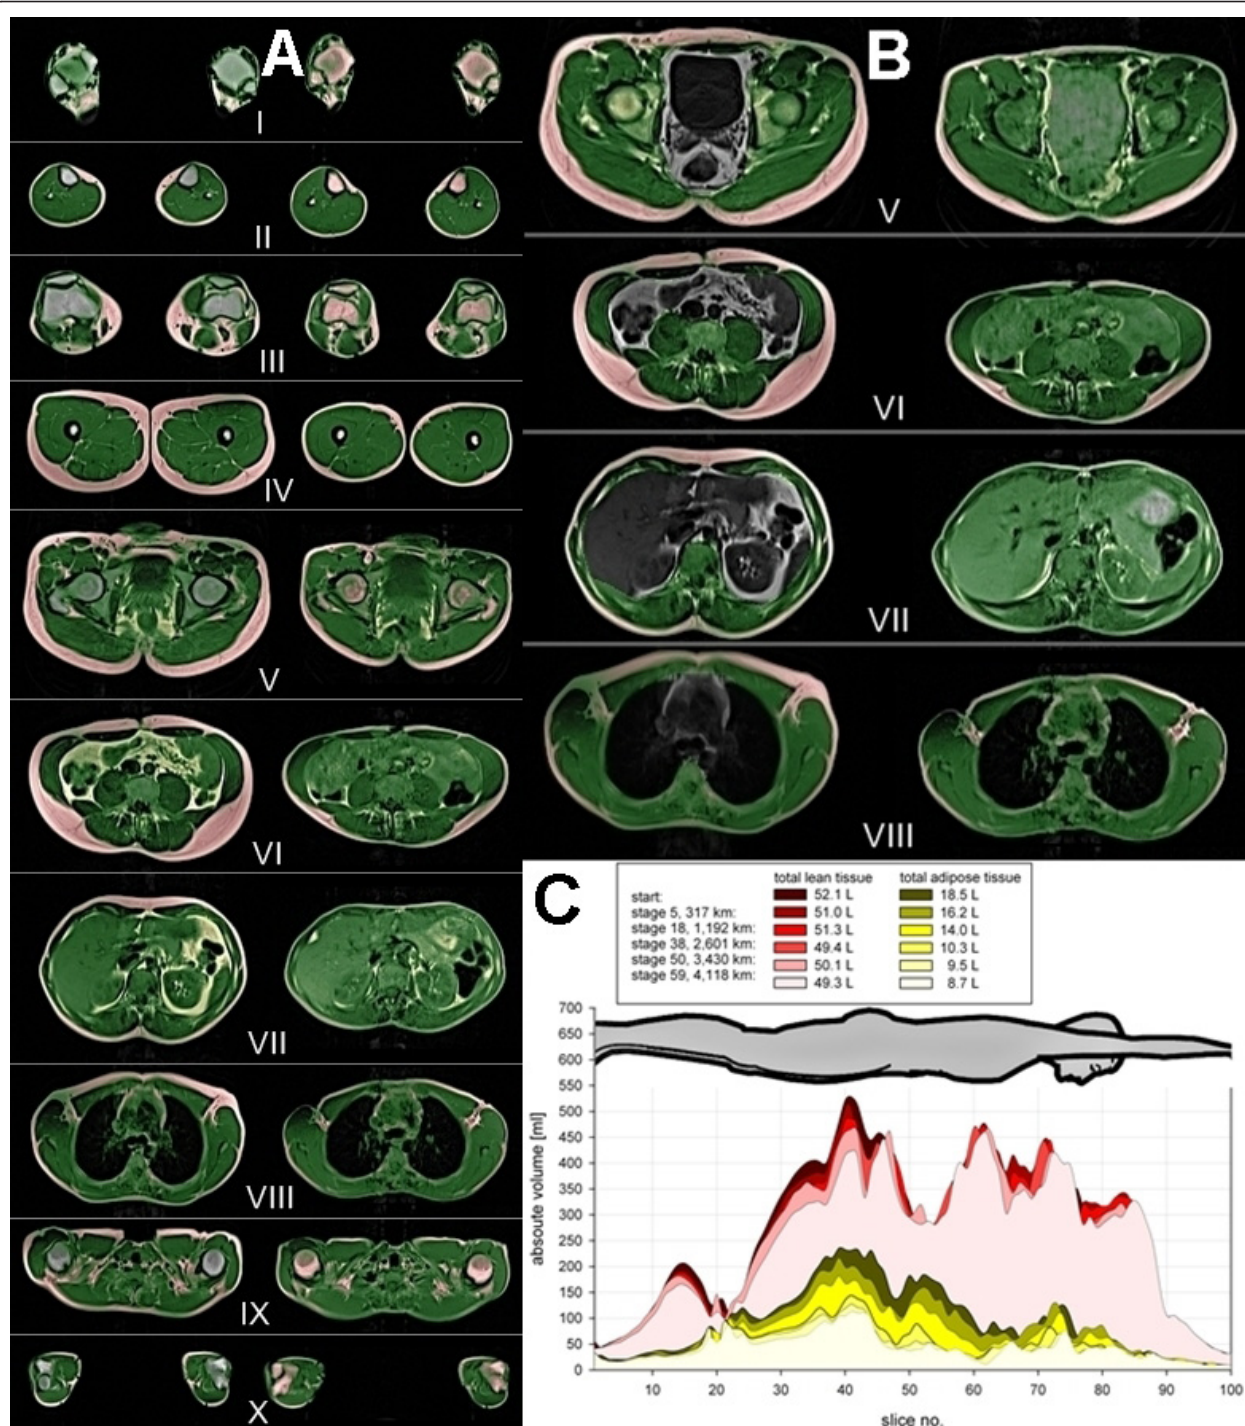 A
I
II
III
IV
V
VI
VII
VIII
IX
X
B
V
VI
VII
VIII
C
total lean tissue total adipose tissue
start: 52.1 L 18.5 L
stage 5, 317 km: 51.0 L 16.2 L
stage 18, 1,192 km: 51.3 L 14.0 L
stage 38, 2,601 km: 49.4 L 10.3 L
stage 50, 3,430 km: 50.1 L 9.5 L
stage 59, 4,118 km: 49.3 L 8.7 L
absoute volume [ml]
700
650
600
550
500
450
400
350
300
250
200
150
100
50
0
10 20 30 40 50 60 70 80 90 100
slice no.